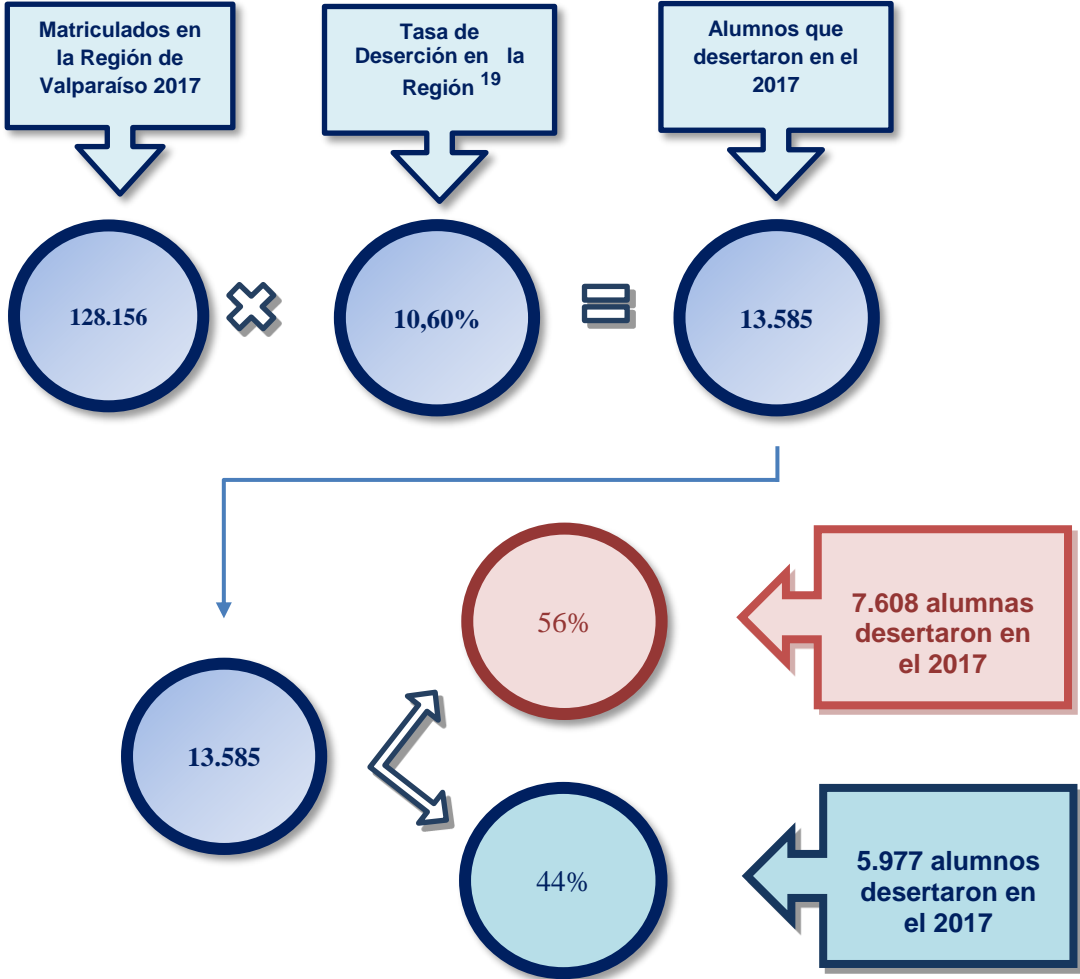 Matriculados en
la Región de
Valparaíso 2017
Tasa de
Deserción en la
Región 19
Alumnos que
desertaron en el
2017
128.156
10,60%
13.585
56%
7.608 alumnas
desertaron en
el 2017
13.585
44%
5.977 alumnos
desertaron en
el 2017